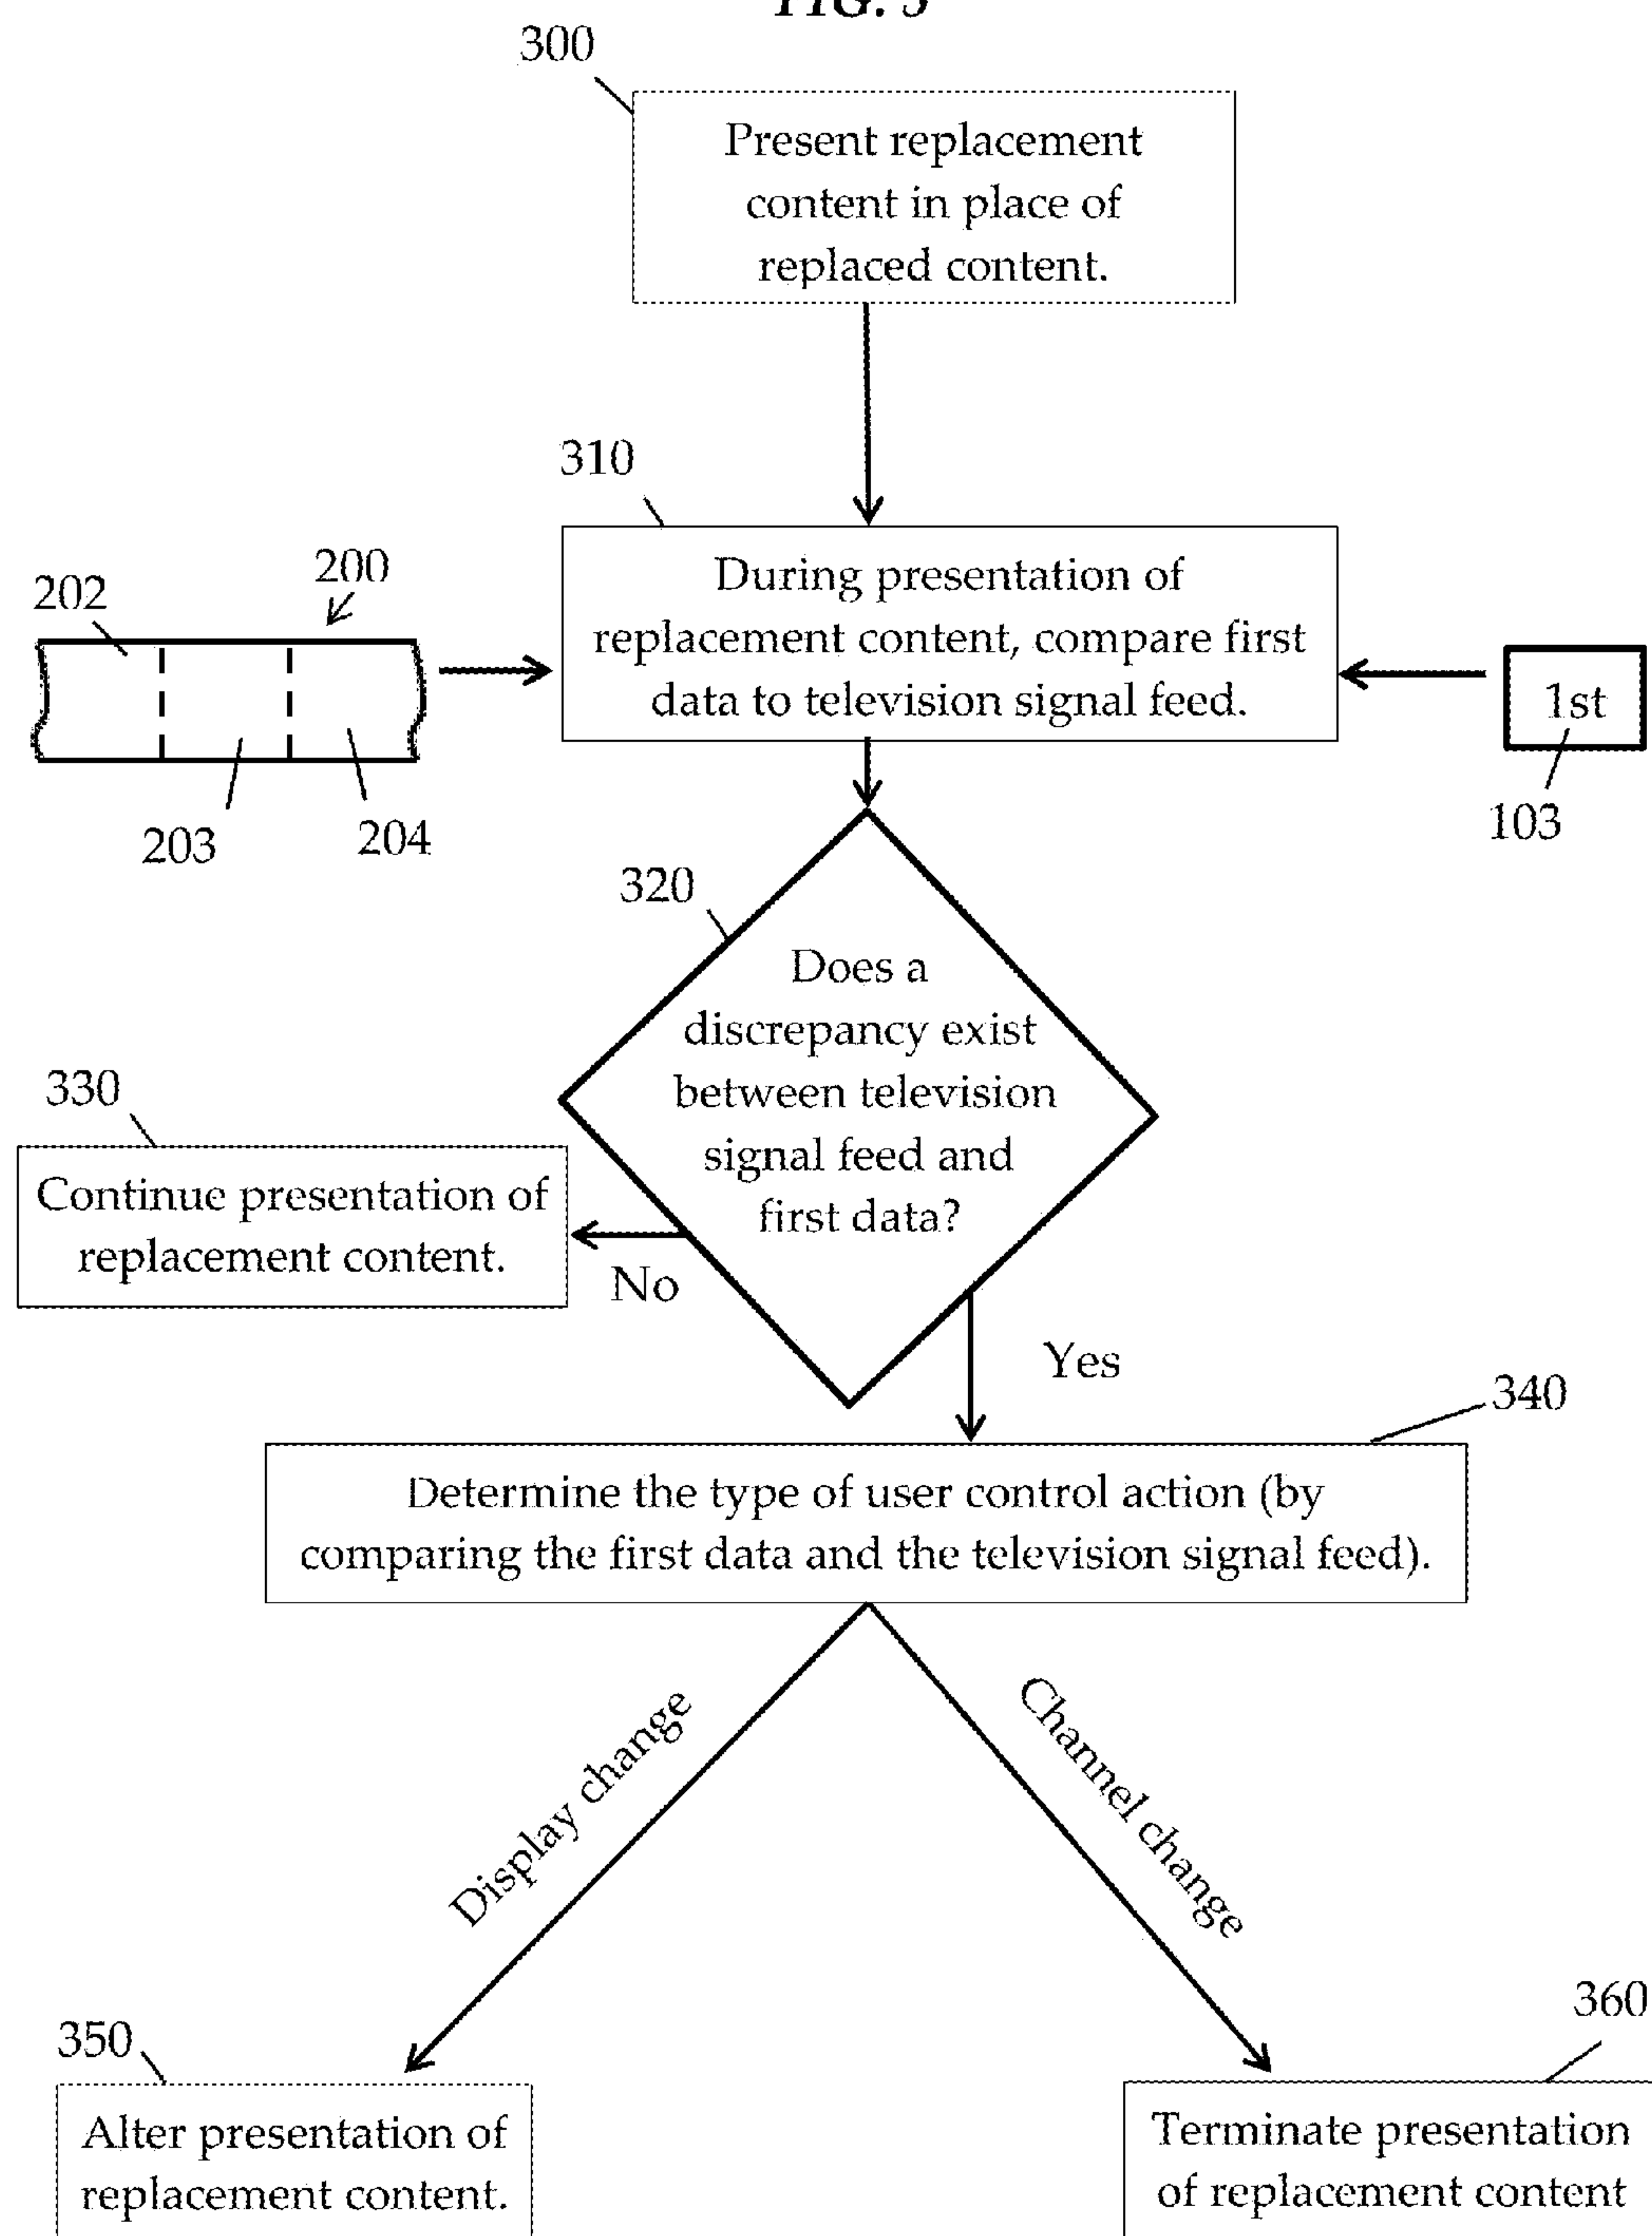 FIG. 3
300
Present replacement
content in place of
replaced content.
310
During presentation of
replacement content, compare first
data to television signal feed.
200
202
203
204
1st
103
320
Does a
discrepancy exist
between television
signal feed and
first data?
330
Continue presentation of
replacement content.
No
Yes
340
Determine the type of user control action (by
comparing the first data and the television signal feed).
Display change
Channel change
350
Alter presentation of
replacement content.
360
Terminate presentation
of replacement content